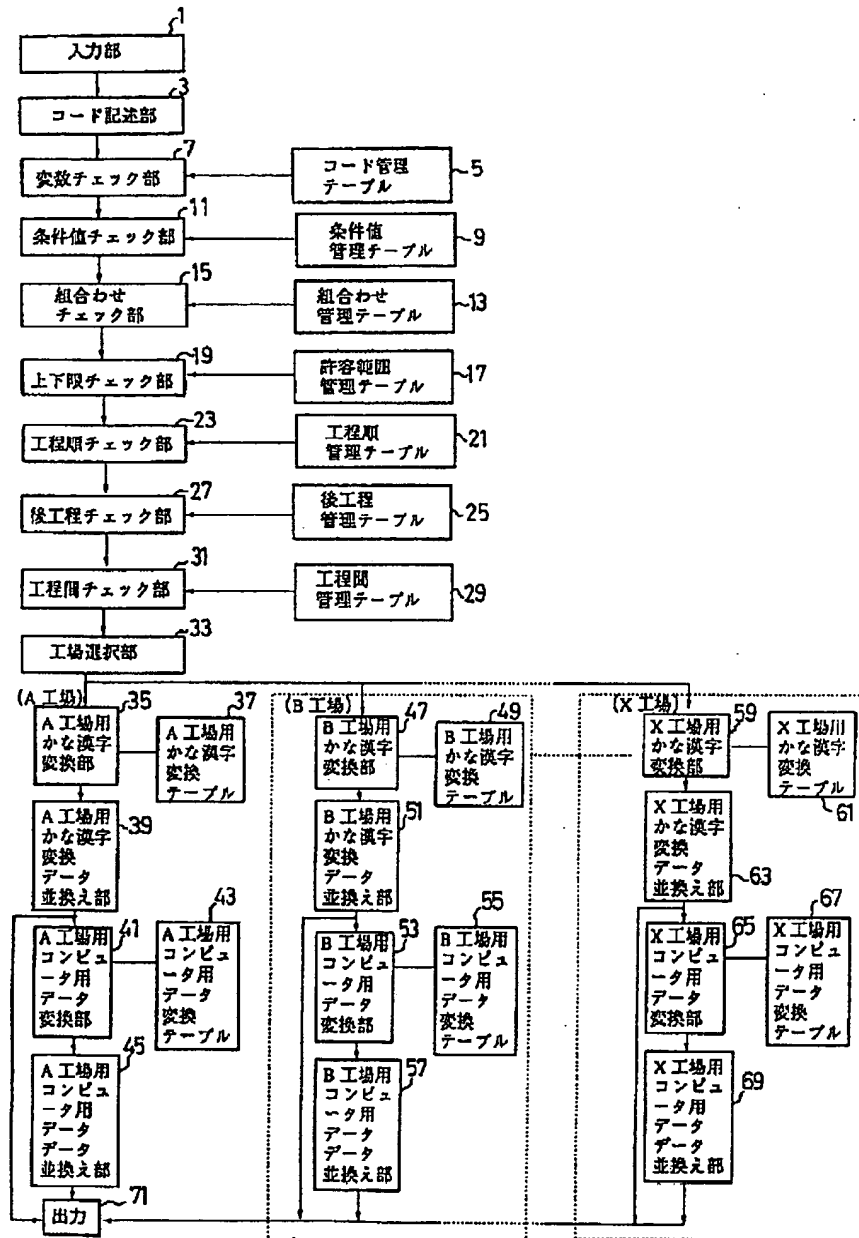 1
入力部
3
コード記述部
7
変数チェック部
コード管理
テーブル
5
11
条件値チェック部
条件値
管理テーブル
9
15
組合わせ
チェック部
組合わせ
管理テーブル
13
19
上下限チェック部
許容範囲
管理テーブル
17
23
工程順チェック部
工程順
管理テーブル
21
27
後工程チェック部
後工程
管理テーブル
25
31
工程間チェック部
工程間
管理テーブル
29
33
工場選択部
(A工場)
35
A工場用
かな漢字
変換部
37
A工場用
かな漢字
変換
テーブル
39
A工場用
かな漢字
変換
データ
並換え部
41
A工場用
コンピュ
ータ用
データ
変換部
43
A工場用
コンピュ
ータ用
データ
変換
テーブル
45
A工場用
コンピュ
ータ用
データ
データ
並換え部
71
出力
(B工場)
47
B工場用
かな漢字
変換部
49
B工場用
かな漢字
変換
テーブル
51
B工場用
かな漢字
変換
データ
並換え部
53
B工場用
コンピュ
ータ用
データ
変換部
55
B工場用
コンピュ
ータ用
データ
変換
テーブル
57
B工場用
コンピュ
ータ用
データ
データ
並換え部
(X工場)
59
X工場用
かな漢字
変換部
X工場用
かな漢字
変換
テーブル
61
X工場用
かな漢字
変換
データ
並換え部
63
65
X工場用
コンピュ
ータ用
データ
変換部
67
X工場用
コンピュ
ータ用
データ
変換
テーブル
X工場用
コンピュ
ータ用
データ
データ
並換え部
69